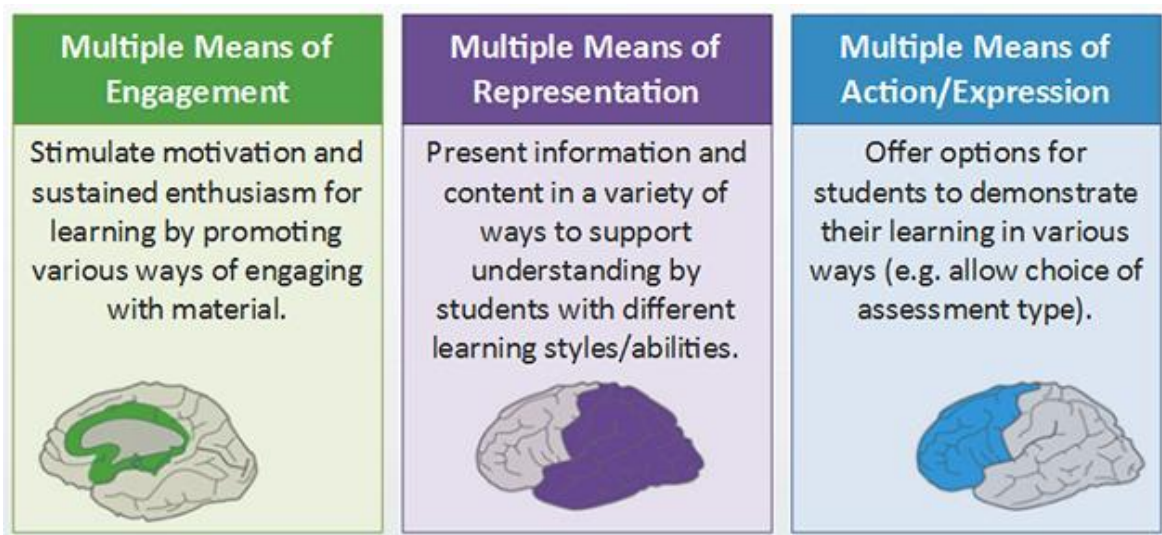 Multiple Means of
Engagement
Stimulate motivation and
sustained enthusiasm for
learning by promoting
various ways of engaging
with material.
Multiple Means of
Representation
Present information and
content in a variety of
ways to support
understanding by
students with different
learning styles/abilities.
Multiple Means of
Action/Expression
Offer options for
students to demonstrate
their learning in various
ways (e.g. allow choice of
assessment type).